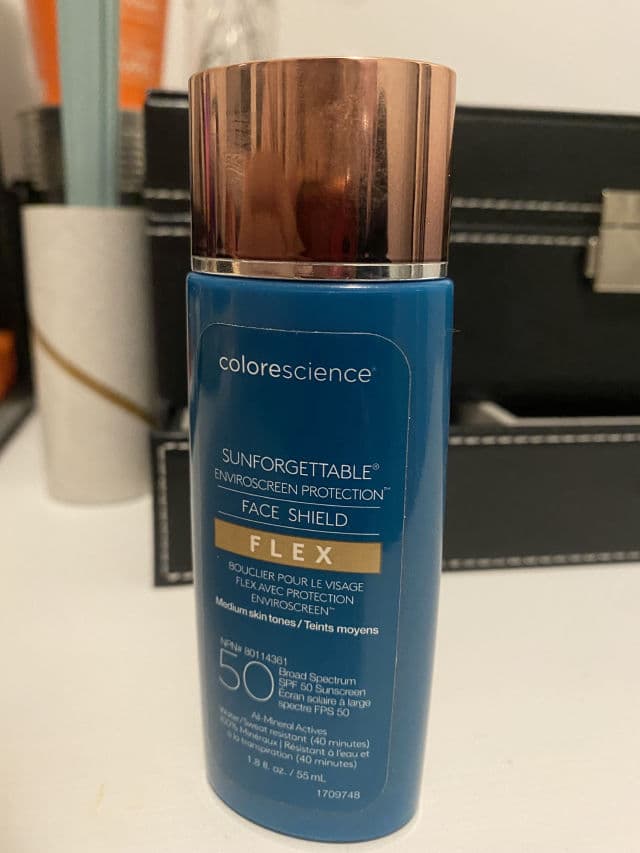 colorescience®
SUNFORGETTABLE®
ENVIROSCREEN PROTECTION™
FACE SHIELD
FLEX
BOUCLIER POUR LE VISAGE
FLEX AVEC PROTECTION
ENVIROSCREEN™
Medium skin tones / Teints moyens
NPN# 80114361
50
Broad Spectrum
SPF 50 Sunscreen
Écran solaire à large
spectre FPS 50
All-Mineral Actives
Water/Sweat resistant (40 minutes)
100% Minéraux | Résistant à l'eau et
à la transpiration (40 minutes)
1.8 fl. oz. / 55 mL
1709748